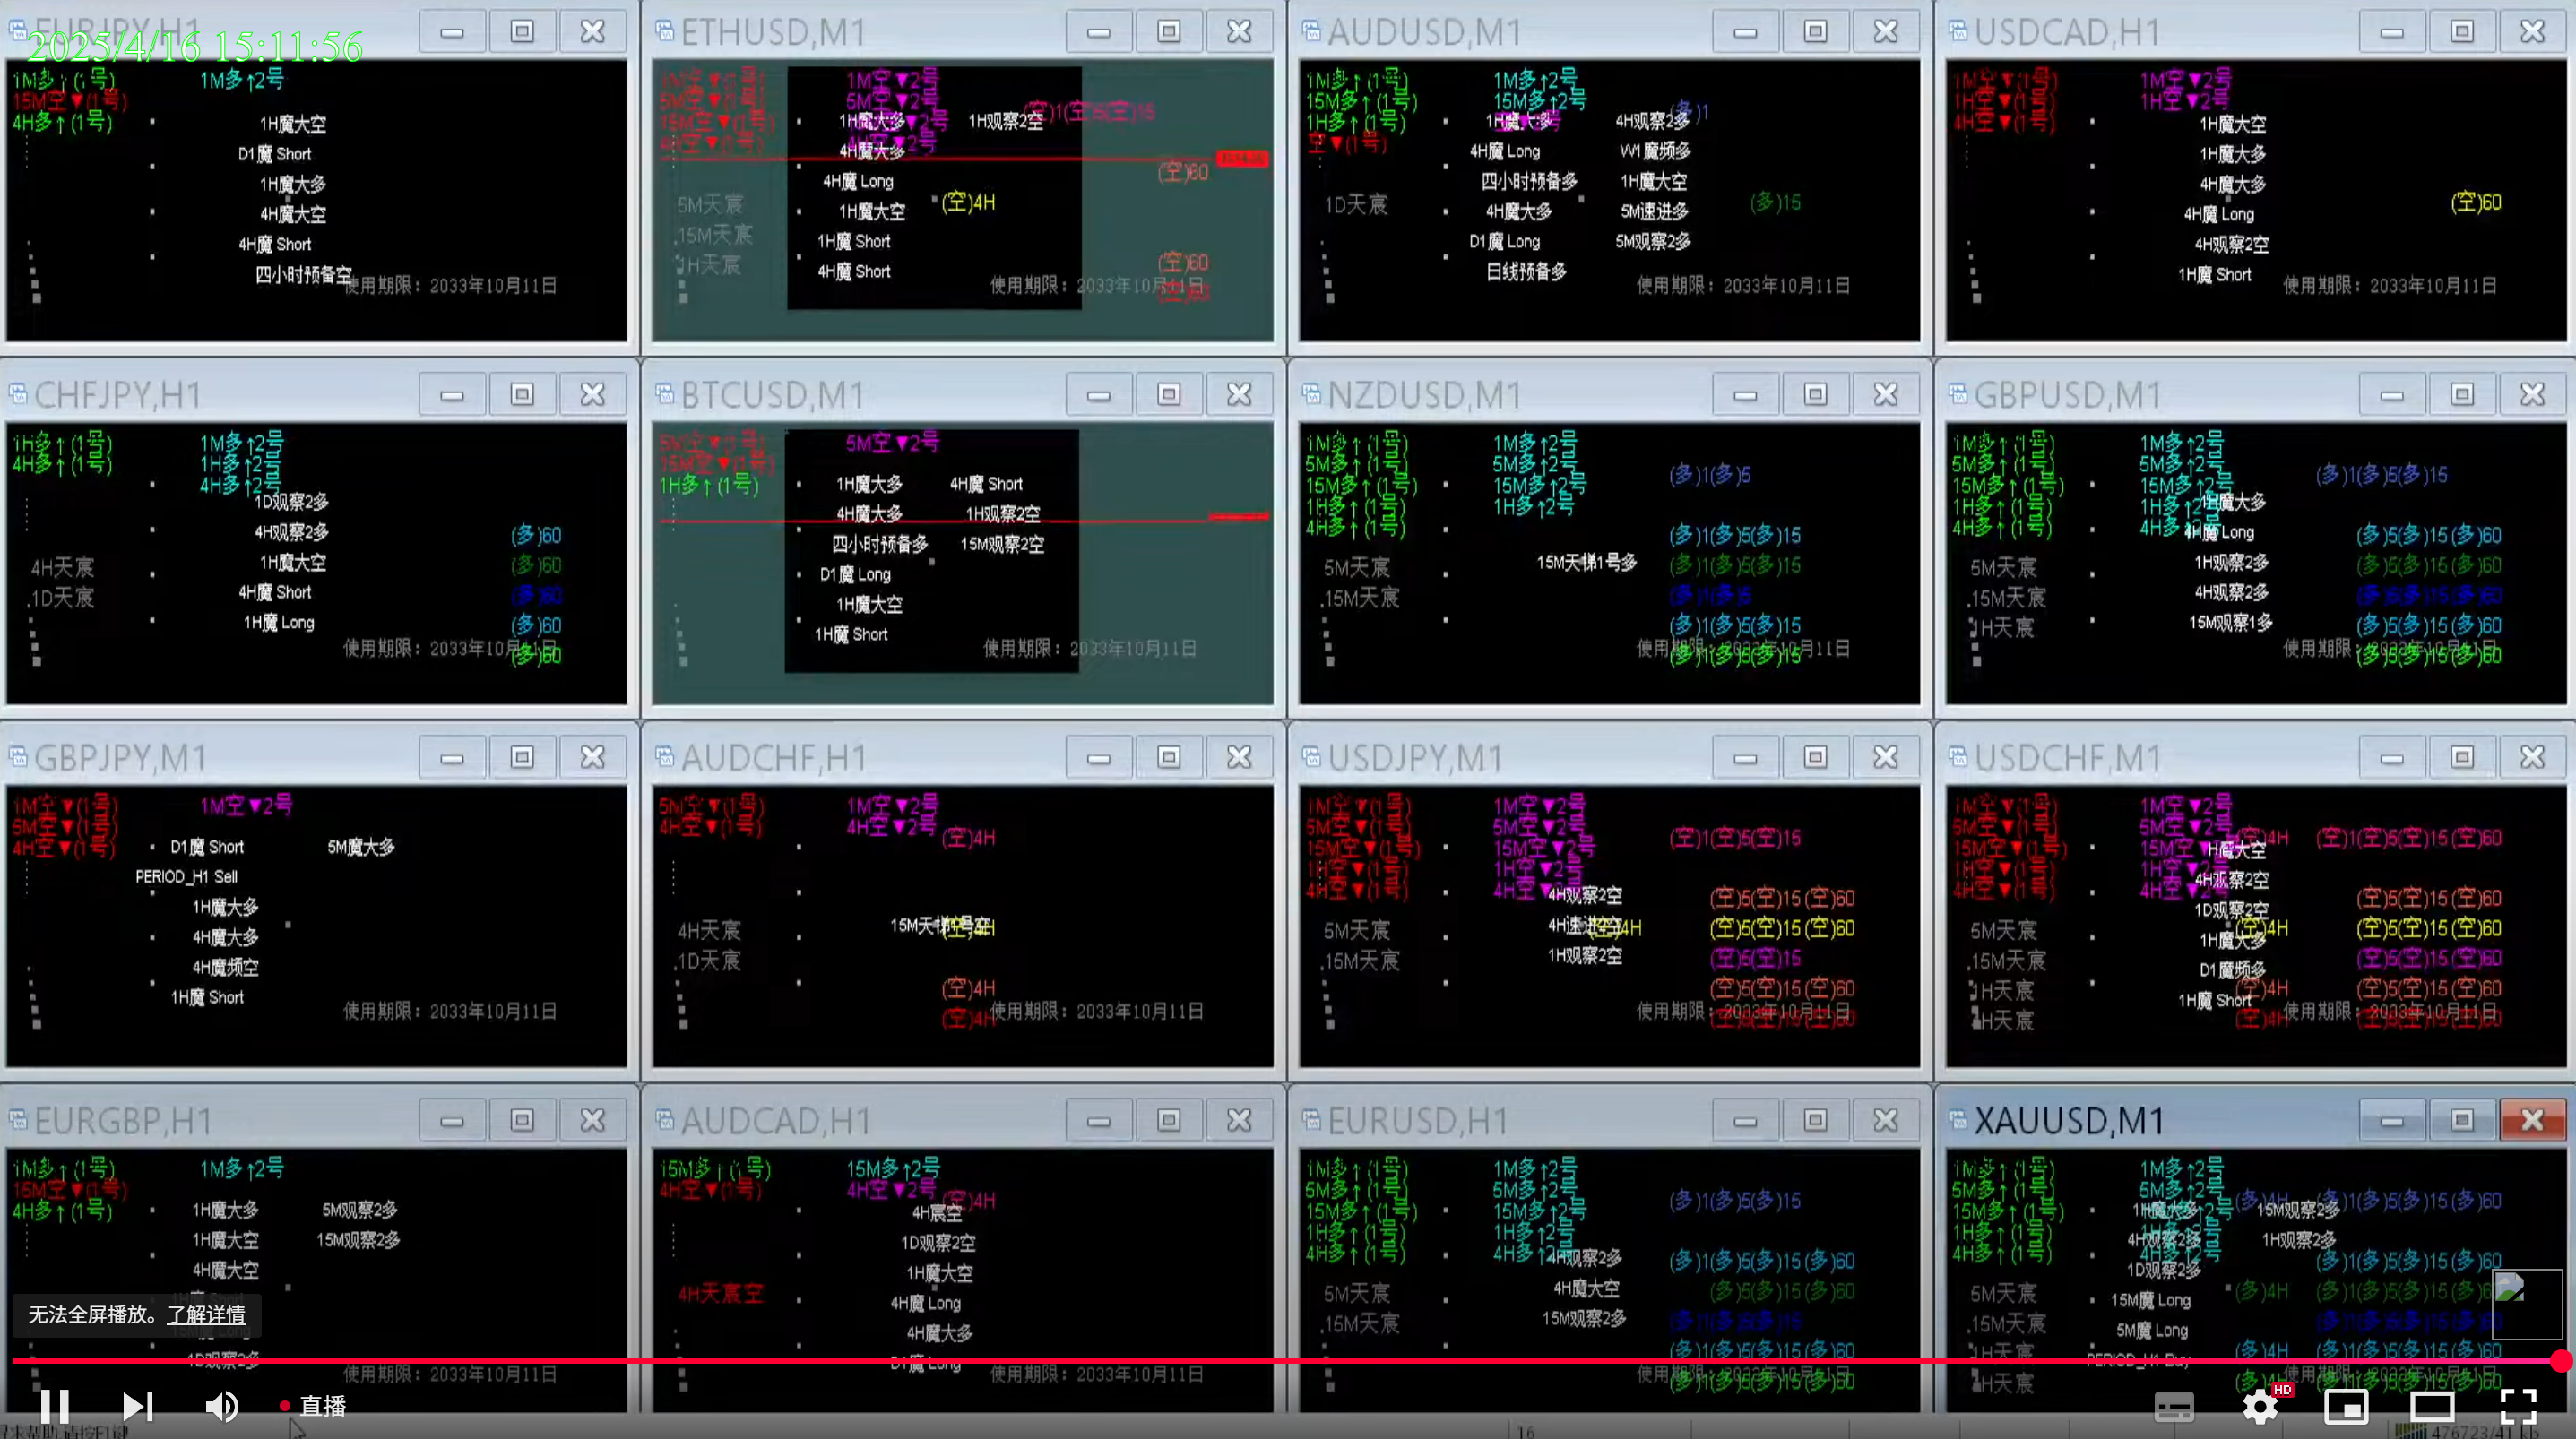 EURJPY,H1
2025/4/16 15:11:56
1M多↑(1号)
1M多↑2号
15M空▼(1号)
4H多↑(1号)
1H魔大空
D1魔 Short
1H魔大多
4H魔大空
4H魔 Short
四小时预备空
使用期限：2033年10月11日
ETHUSD,M1
1M空▼(1号)
1M空▼2号
5M空▼(1号)
5M空▼2号
15M空▼(1号)
(空)1(空)5(空)15
1H魔大多
1H观察2空
4H魔大多
(空)60
4H魔 Long
5M天宸
1H魔大空
(空)4H
15M天宸
1H魔 Short
1H天宸
4H魔 Short
(空)60
使用期限：2033年10月11日
(空)60
AUDUSD,M1
1M多↑(1号)
1M多↑2号
15M多↑(1号)
15M多↑2号
1H多↑(1号)
空▼(1号)
(多)1
1H魔大多
4H观察2多
4H魔 Long
W1魔频多
四小时预备多
1H魔大空
1D天宸
4H魔大多
5M速进多
(多)15
D1魔 Long
5M观察2多
日线预备多
使用期限：2033年10月11日
USDCAD,H1
1M空▼(1号)
1M空▼2号
1H空▼(1号)
1H空▼2号
4H空▼(1号)
1H魔大空
1H魔大多
4H魔大多
4H魔 Long
(空)60
4H观察2空
1H魔 Short
使用期限：2033年10月11日
CHFJPY,H1
1H多↑(1号)
1M多↑2号
4H多↑(1号)
1H多↑2号
4H多↑2号
1D观察2多
4H观察2多
(多)60
1H魔大空
4H天宸
(多)60
4H魔 Short
.1D天宸
(多)60
1H魔 Long
(多)60
使用期限：2033年10月11日
(多)60
BTCUSD,M1
5M空▼(1号)
5M空▼2号
15M空▼(1号)
1H多↑(1号)
1H魔大多
4H魔 Short
4H魔大多
1H观察2空
四小时预备多
15M观察2空
D1魔 Long
1H魔大空
1H魔 Short
使用期限：2033年10月11日
NZDUSD,M1
1M多↑(1号)
1M多↑2号
5M多↑(1号)
5M多↑2号
15M多↑(1号)
15M多↑2号
1H多↑(1号)
1H多↑2号
4H多↑(1号)
(多)1(多)5
(多)1(多)5(多)15
15M天梯1号多
5M天宸
(多)1(多)5(多)15
.15M天宸
(多)1(多)5
(多)1(多)5(多)15
使用期限：2033年10月11日
(多)1(多)5(多)15
GBPUSD,M1
1M多↑(1号)
1M多↑2号
5M多↑(1号)
5M多↑2号
15M多↑(1号)
15M多↑2号
1H多↑(1号)
1H多↑2号
4H多↑(1号)
4H多↑2号
(多)1(多)5(多)15
1H魔大多
4H魔 Long
(多)5(多)15(多)60
1H观察2多
5M天宸
(多)5(多)15(多)60
4H观察2多
.15M天宸
(多)5(多)15(多)60
15M观察1多
1H天宸
(多)5(多)15(多)60
使用期限：2033年10月11日
(多)5(多)15(多)60
GBPJPY,M1
1M空▼(1号)
1M空▼2号
5M空▼(1号)
4H空▼(1号)
D1魔 Short
5M魔大多
PERIOD_H1 Sell
1H魔大多
4H魔大多
4H魔频空
1H魔 Short
使用期限：2033年10月11日
AUDCHF,H1
5M空▼(1号)
1M空▼2号
4H空▼(1号)
4H空▼2号
(空)4H
4H天宸
15M天梯1号空
(空)4H
.1D天宸
(空)4H
使用期限：2033年10月11日
(空)4H
USDJPY,M1
1M空▼(1号)
1M空▼2号
5M空▼(1号)
5M空▼2号
15M空▼(1号)
15M空▼2号
1H空▼(1号)
1H空▼2号
4H空▼(1号)
4H空▼2号
(空)1(空)5(空)15
4H观察2空
(空)5(空)15(空)60
5M天宸
4H速进空
(空)4H
(空)5(空)15(空)60
1H观察2空
.15M天宸
(空)5(空)15
(空)5(空)15(空)60
使用期限：2033年10月11日
(空)5(空)15(空)60
USDCHF,M1
1M空▼(1号)
1M空▼2号
5M空▼(1号)
5M空▼2号
15M空▼(1号)
15M空▼2号
1H空▼(1号)
1H空▼2号
4H空▼(1号)
4H空▼2号
(空)4H
(空)1(空)5(空)15(空)60
1H魔大空
4H观察2空
(空)5(空)15(空)60
1D观察2空
5M天宸
(空)4H
(空)5(空)15(空)60
1H魔大多
.15M天宸
(空)5(空)15(空)60
D1魔频多
1H天宸
(空)4H
(空)5(空)15(空)60
1H魔 Short
4H天宸
(空)4H
使用期限：2033年10月11日
(空)5(空)15(空)60
EURGBP,H1
1M多↑(1号)
1M多↑2号
15M空▼(1号)
4H多↑(1号)
1H魔大多
5M观察2多
1H魔大空
15M观察2多
4H魔大空
1H魔 Short
15M魔 Long
1D观察2多
使用期限：2033年10月11日
AUDCAD,H1
15M多↑(1号)
15M多↑2号
4H空▼(1号)
4H空▼2号
(空)4H
4H宸空
1D观察2空
1H魔大空
4H天宸空
4H魔 Long
4H魔大多
D1魔 Long
使用期限：2033年10月11日
EURUSD,H1
1M多↑(1号)
1M多↑2号
5M多↑(1号)
5M多↑2号
15M多↑(1号)
15M多↑2号
1H多↑(1号)
1H多↑2号
4H多↑(1号)
4H多↑2号
(多)1(多)5(多)15
4H观察2多
(多)1(多)5(多)15(多)60
4H魔大空
5M天宸
(多)5(多)15(多)60
15M观察2多
.15M天宸
(多)1(多)5(多)15
(多)1(多)5(多)15(多)60
使用期限：2033年10月11日
(多)1(多)5(多)15(多)60
XAUUSD,M1
1M多↑(1号)
1M多↑2号
5M多↑(1号)
5M多↑2号
15M多↑(1号)
15M多↑2号
1H多↑(1号)
1H多↑2号
4H多↑(1号)
4H多↑2号
(多)4H
(多)1(多)5(多)15(多)60
1H魔大多
15M观察2多
4H观察2多
1H观察2多
1D观察2多
(多)1(多)5(多)15(多)60
5M天宸
15M魔 Long
(多)4H
.15M天宸
5M魔 Long
1H天宸
PERIOD_H1 Buy
(多)4H
(多)1(多)5(多)15(多)60
4H天宸
使用期限：2033年10月11日
无法全屏播放。了解详情
直播
HD
16
476723/41 kb